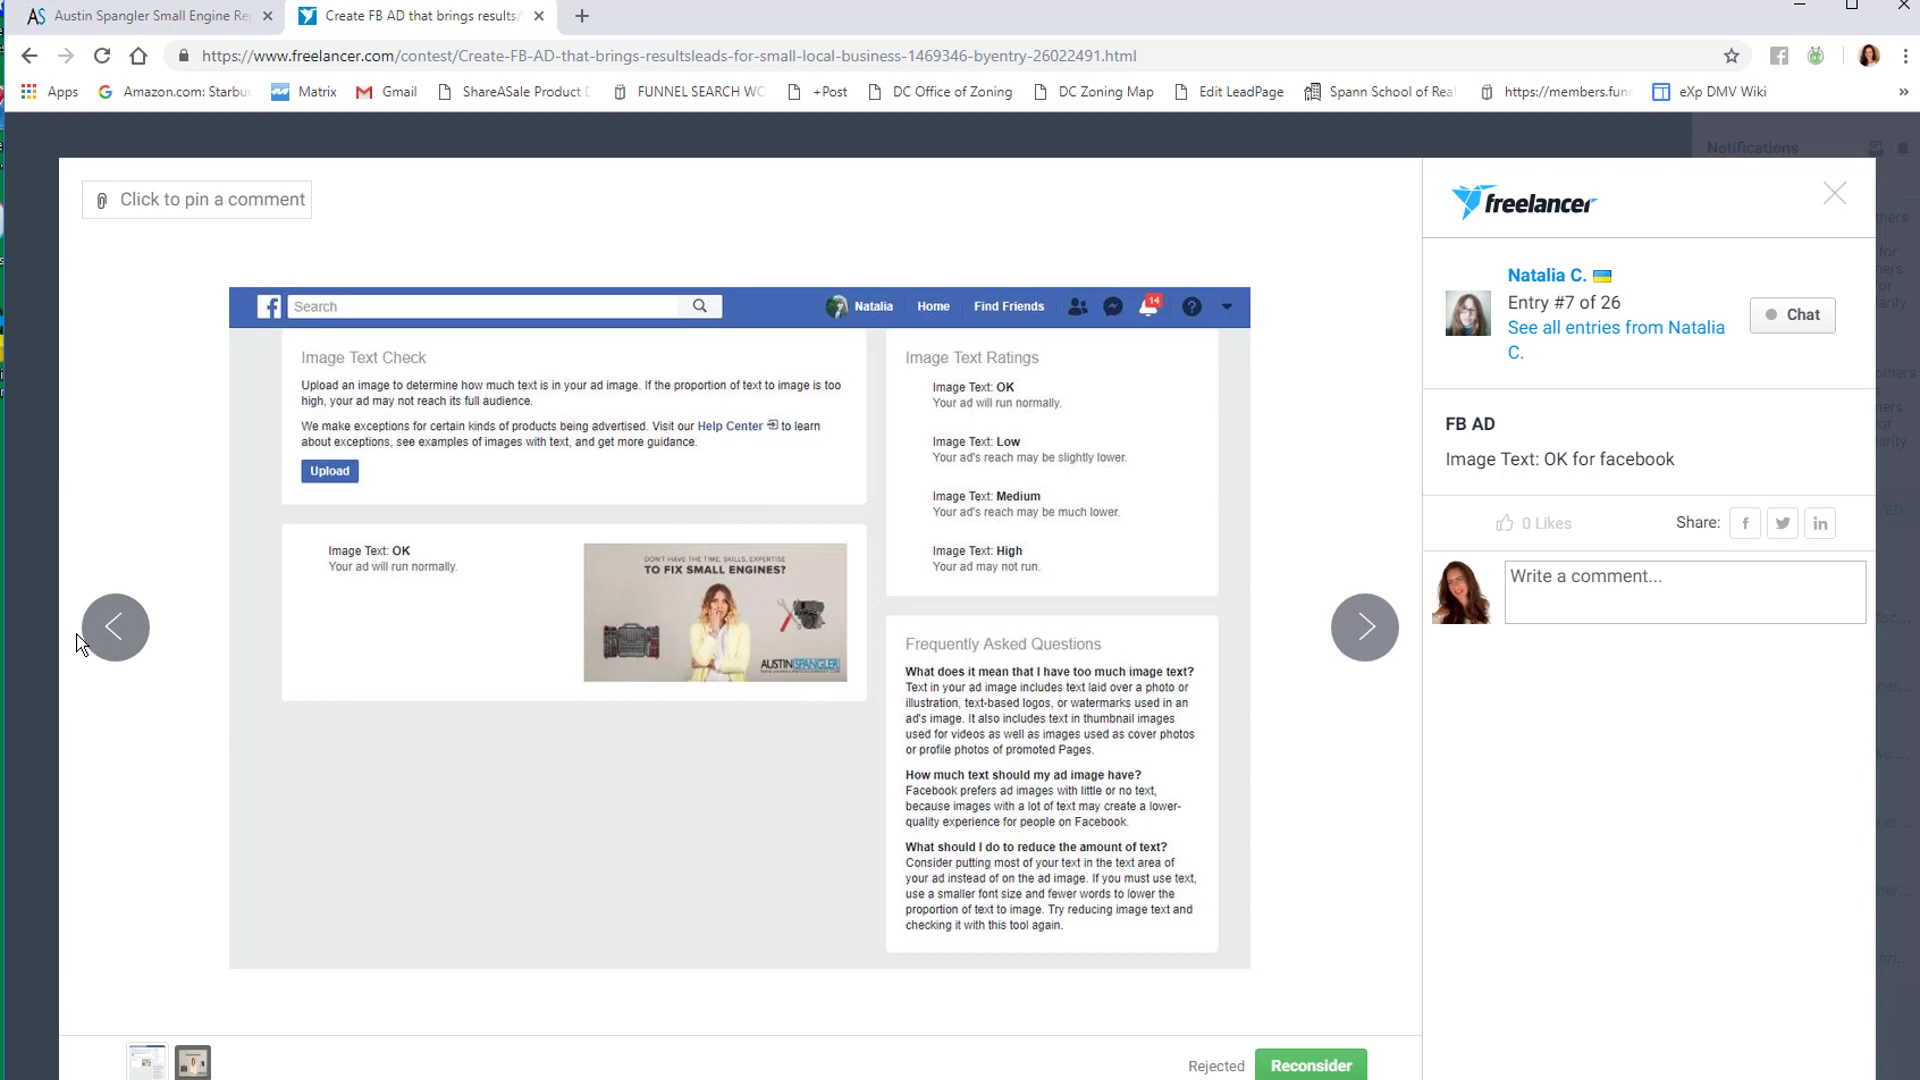 AS Austin Spangler Small Engine Re
Create FB AD that brings results/
https://www.freelancer.com/contest/Create-FB-AD-that-brings-resultsleads-for-small-local-business-1469346-byentry-26022491.html
Apps
Amazon.com: Starbu
Matrix
Gmail
ShareASale Product
FUNNEL SEARCH WO
+Post
DC Office of Zoning
DC Zoning Map
Edit LeadPage
Spann School of Real
https://members.funn
eXp DMV Wiki
»
Notifications
Click to pin a comment
freelancer
Natalia C.
Entry #7 of 26
See all entries from Natalia
C.
Chat
FB AD
Image Text: OK for facebook
0 Likes
Share:
Write a comment...
Search
Natalia
Home
Find Friends
14
Image Text Check
Upload an image to determine how much text is in your ad image. If the proportion of text to image is too
high, your ad may not reach its full audience.
We make exceptions for certain kinds of products being advertised. Visit our Help Center to learn
about exceptions, see examples of images with text, and get more guidance.
Upload
Image Text: OK
Your ad will run normally.
DON'T HAVE THE TIME, SKILLS, EXPERTISE
TO FIX SMALL ENGINES?
AUSTIN SPANGLER
Image Text Ratings
Image Text: OK
Your ad will run normally.
Image Text: Low
Your ad's reach may be slightly lower.
Image Text: Medium
Your ad's reach may be much lower.
Image Text: High
Your ad may not run.
Frequently Asked Questions
What does it mean that I have too much image text?
Text in your ad image includes text laid over a photo or
illustration, text-based logos, or watermarks used in an
ad's image. It also includes text in thumbnail images
used for videos as well as images used as cover photos
or profile photos of promoted Pages.
How much text should my ad image have?
Facebook prefers ad images with little or no text,
because images with a lot of text may create a lower-
quality experience for people on Facebook.
What should I do to reduce the amount of text?
Consider putting most of your text in the text area of
your ad instead of on the ad image. If you must use text,
use a smaller font size and fewer words to lower the
proportion of text to image. Try reducing image text and
checking it with this tool again.
Rejected
Reconsider